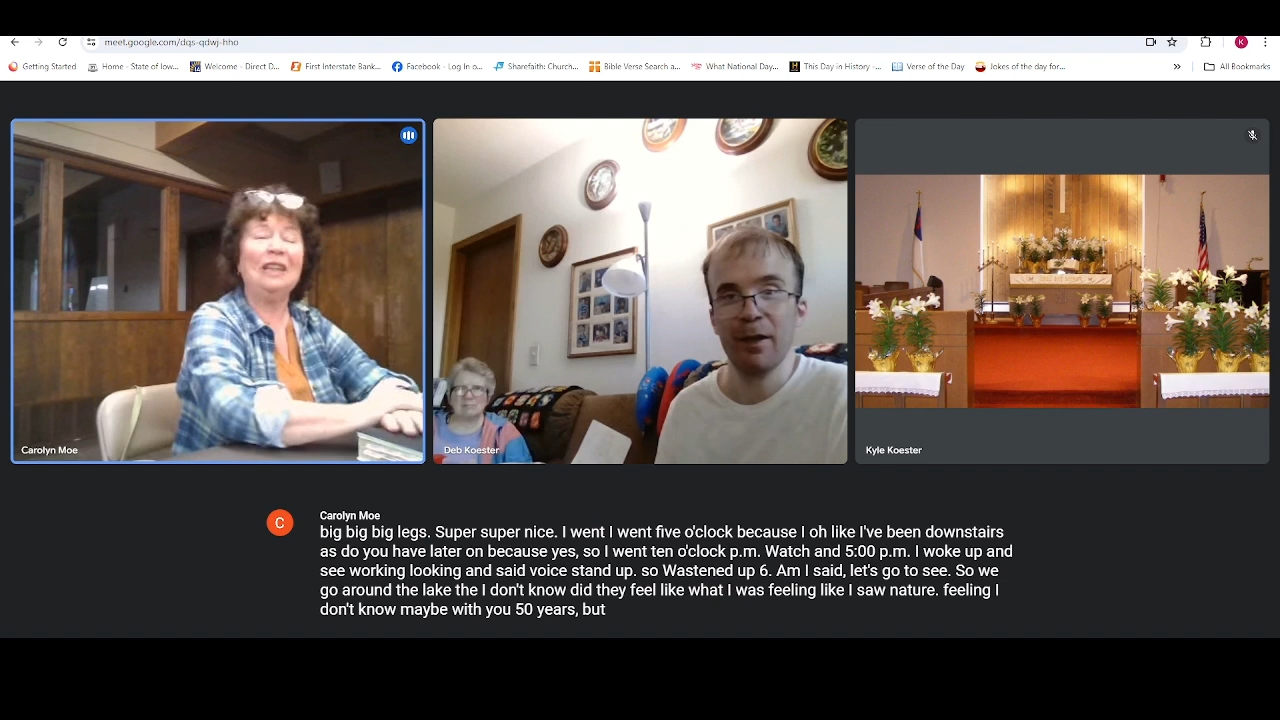 meet.google.com/dqs-qdwj-hho
K
Getting Started
Home - State of Iow...
Welcome - Direct D...
First Interstate Bank...
Facebook - Log In o...
Sharefaith: Church...
Bible Verse Search a...
What National Day...
This Day in History -...
Verse of the Day
Jokes of the day for...
»
All Bookmarks
Carolyn Moe
Deb Koester
Kyle Koester
C
Carolyn Moe
big big big legs. Super super nice. I went I went five o'clock because I oh like I've been downstairs
as do you have later on because yes, so I went ten o'clock p.m. Watch and 5:00 p.m. I woke up and
see working looking and said voice stand up. so Wastened up 6. Am I said, let's go to see. So we
go around the lake the I don't know did they feel like what I was feeling like I saw nature. feeling I
don't know maybe with you 50 years, but